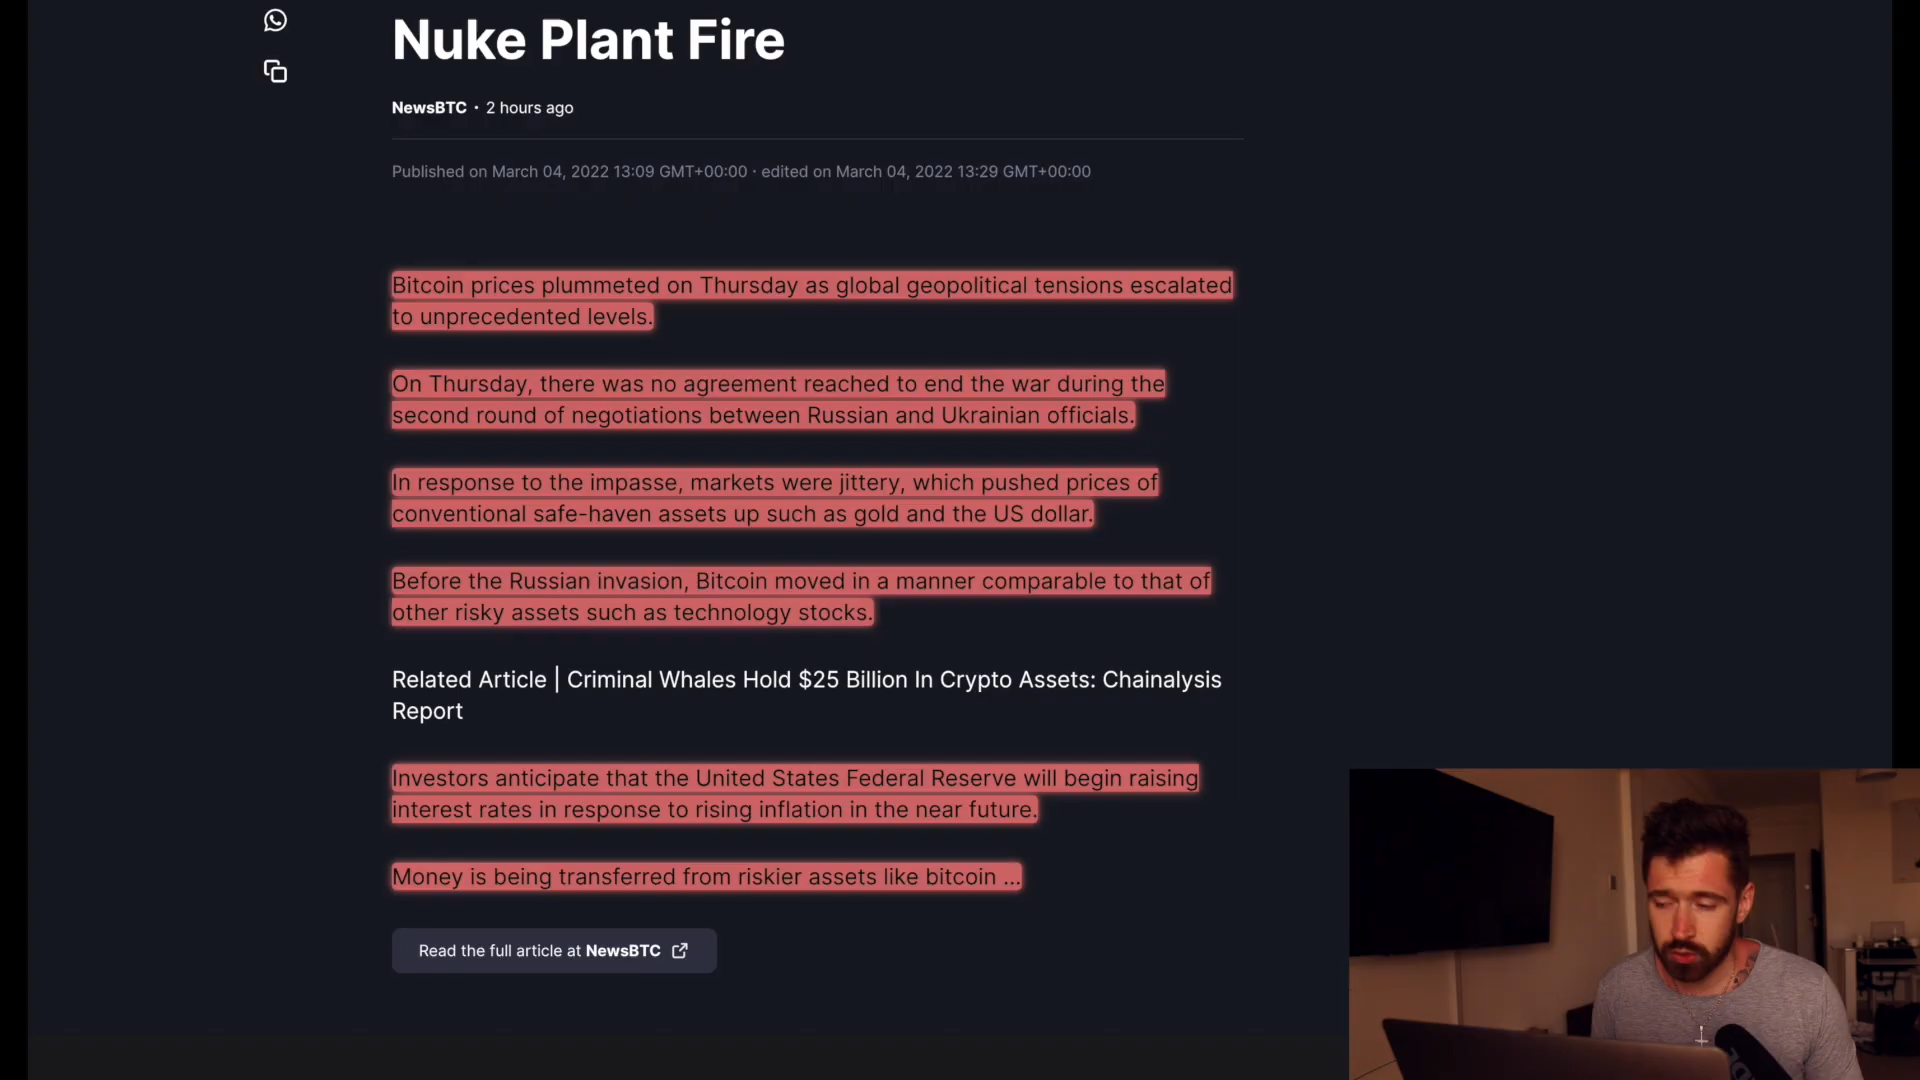 Nuke Plant Fire
NewsBTC · 2 hours ago
Published on March 04, 2022 13:09 GMT+00:00 · edited on March 04, 2022 13:29 GMT+00:00
Bitcoin prices plummeted on Thursday as global geopolitical tensions escalated
to unprecedented levels.
On Thursday, there was no agreement reached to end the war during the
second round of negotiations between Russian and Ukrainian officials.
In response to the impasse, markets were jittery, which pushed prices of
conventional safe-haven assets up such as gold and the US dollar.
Before the Russian invasion, Bitcoin moved in a manner comparable to that of
other risky assets such as technology stocks.
Related Article | Criminal Whales Hold $25 Billion In Crypto Assets: Chainalysis
Report
Investors anticipate that the United States Federal Reserve will begin raising
interest rates in response to rising inflation in the near future.
Money is being transferred from riskier assets like bitcoin ...
Read the full article at NewsBTC